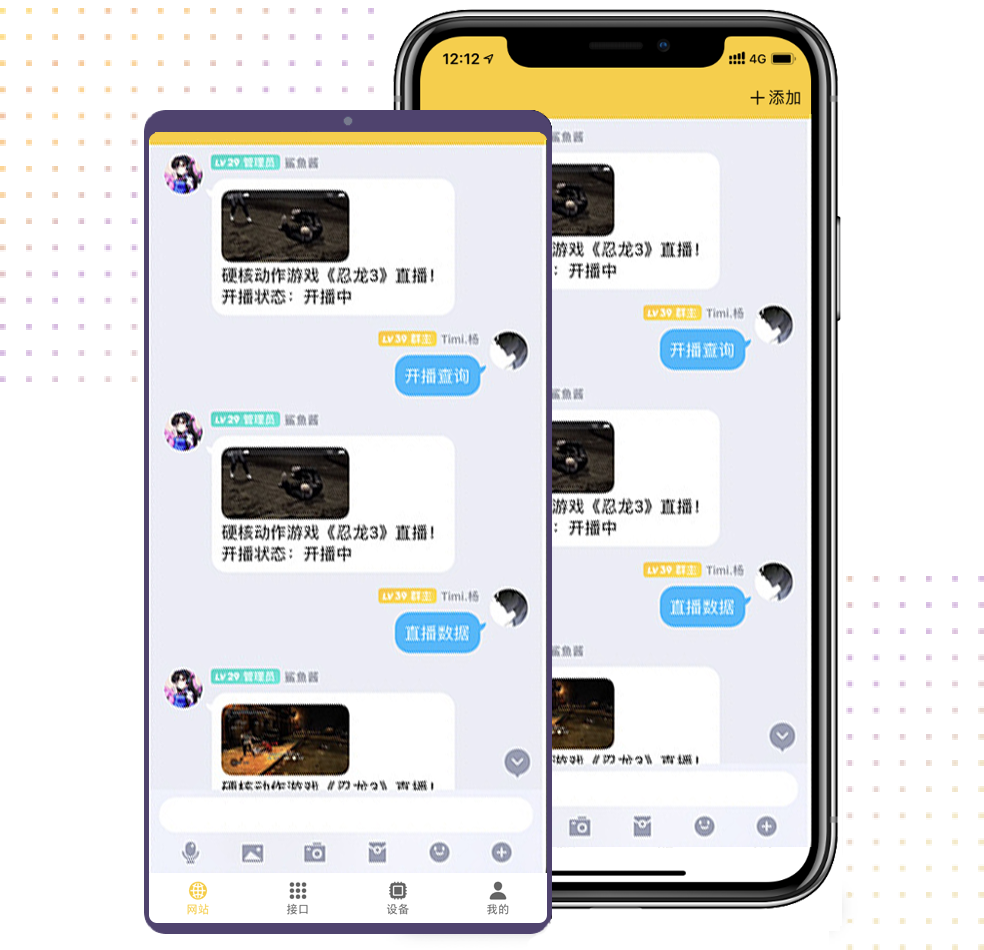 12:12
4G
添加
LV29 管理员 鲨鱼酱
硬核动作游戏《忍龙3》直播！
开播状态：开播中
LV39 群主 Timi.杨
开播查询
LV29 管理员 鲨鱼酱
硬核动作游戏《忍龙3》直播！
开播状态：开播中
LV39 群主 Timi.杨
直播数据
LV29 管理员 鲨鱼酱
硬核动作游戏《忍龙3》直播！
网站
接口
设备
我的
鲨鱼酱
游戏《忍龙3》直播！
：开播中
LV39 群主 Timi.杨
开播查询
鲨鱼酱
游戏《忍龙3》直播！
：开播中
LV39 群主 Timi.杨
直播数据
鲨鱼酱
游戏《忍龙3》直播！